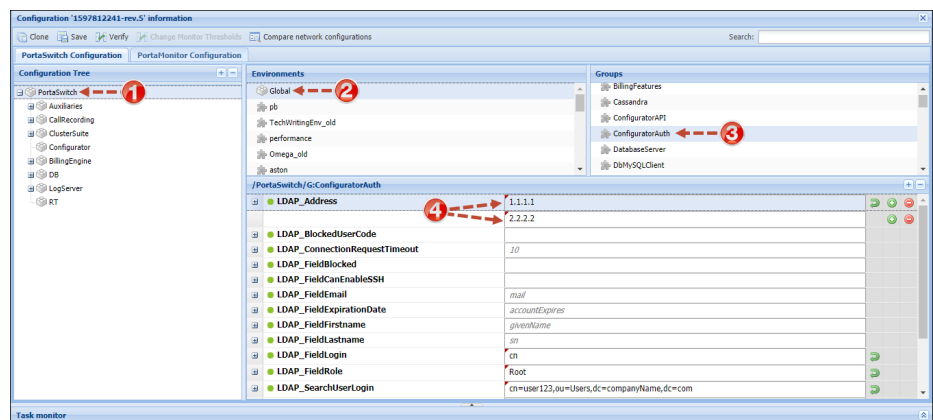 Configuration '1597812241-rev.5' information
Clone Save Verify Change Monitor Thresholds Compare network configurations Search:
PortaSwitch Configuration PortaMonitor Configuration
Configuration Tree
PortaSwitch
1
Auxiliaries
CallRecording
ClusterSuite
Configurator
BillingEngine
DB
LogServer
RT
Environments
Global
2
pb
TechWritingEnv_old
performance
Omega_old
aston
Groups
BillingFeatures
Cassandra
ConfiguratorAPI
ConfiguratorAuth
3
DatabaseServer
DbMySQLClient
/PortaSwitch/G:ConfiguratorAuth
LDAP_Address 1.1.1.1
4
2.2.2.2
LDAP_BlockedUserCode
LDAP_ConnectionRequestTimeout 10
LDAP_FieldBlocked
LDAP_FieldCanEnableSSH
LDAP_FieldEmail mail
LDAP_FieldExpirationDate accountExpires
LDAP_FieldFirstname givenName
LDAP_FieldLastname sn
LDAP_FieldLogin cn
LDAP_FieldRole Root
LDAP_SearchUserLogin cn=user123,ou=Users,dc=companyName,dc=com
Task monitor